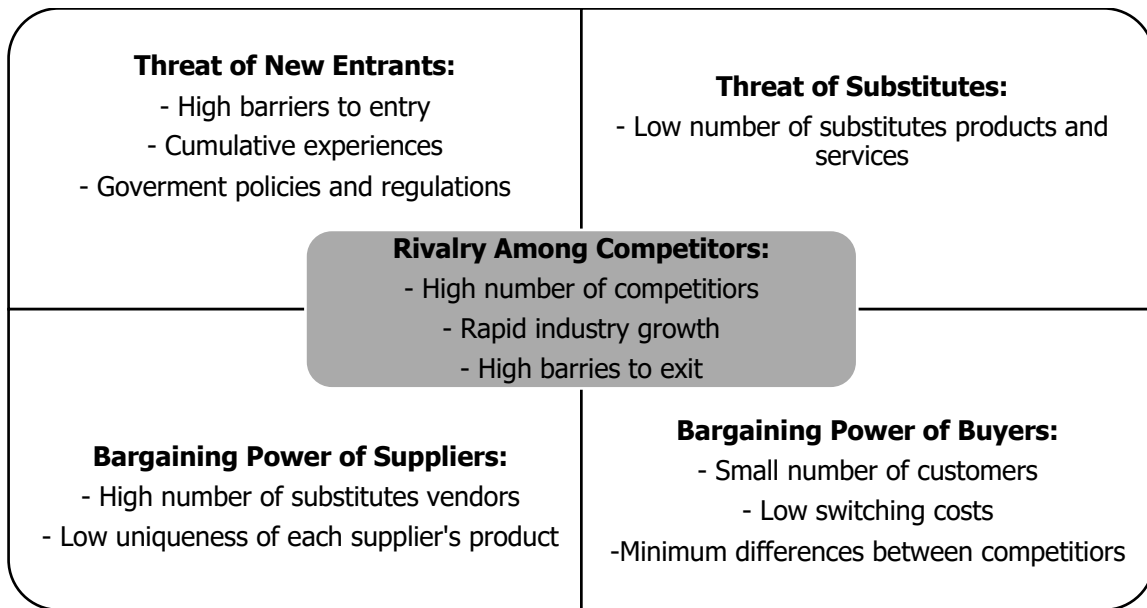 Threat of New Entrants:
- High barriers to entry
- Cumulative experiences
- Goverment policies and regulations
Threat of Substitutes:
- Low number of substitutes products and
services
Rivalry Among Competitors:
- High number of competitiors
- Rapid industry growth
- High barries to exit
Bargaining Power of Suppliers:
- High number of substitutes vendors
- Low uniqueness of each supplier's product
Bargaining Power of Buyers:
- Small number of customers
- Low switching costs
-Minimum differences between competitiors